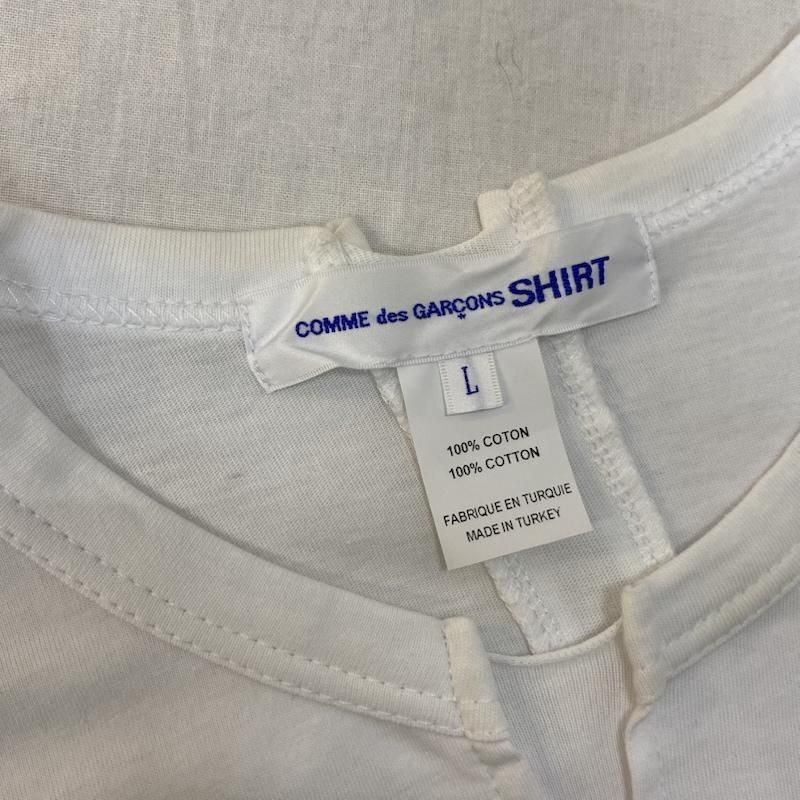 COMME des GARÇONS SHIRT
L
100% COTON
100% COTTON
FABRIQUE EN TURQUIE
MADE IN TURKEY